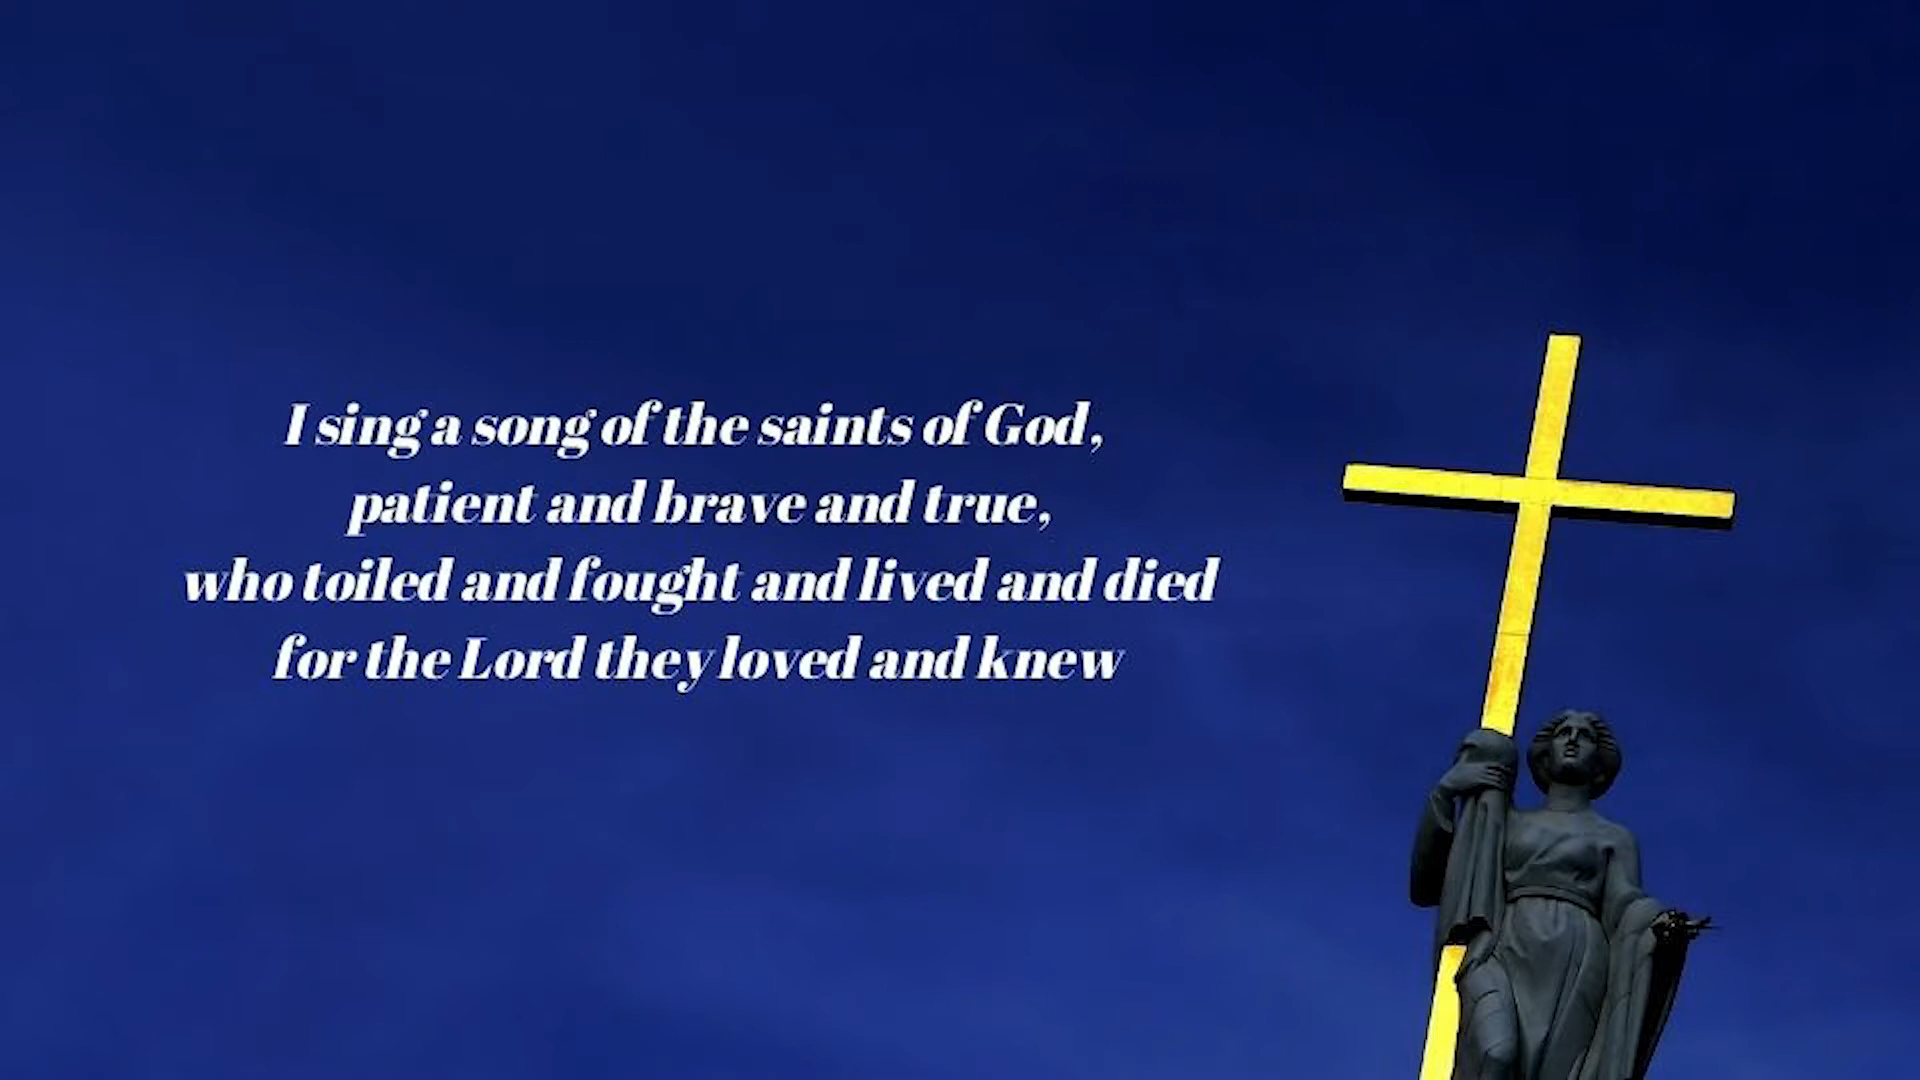 I sing a song of the saints of God,
patient and brave and true,
who toiled and fought and lived and died
for the Lord they loved and knew